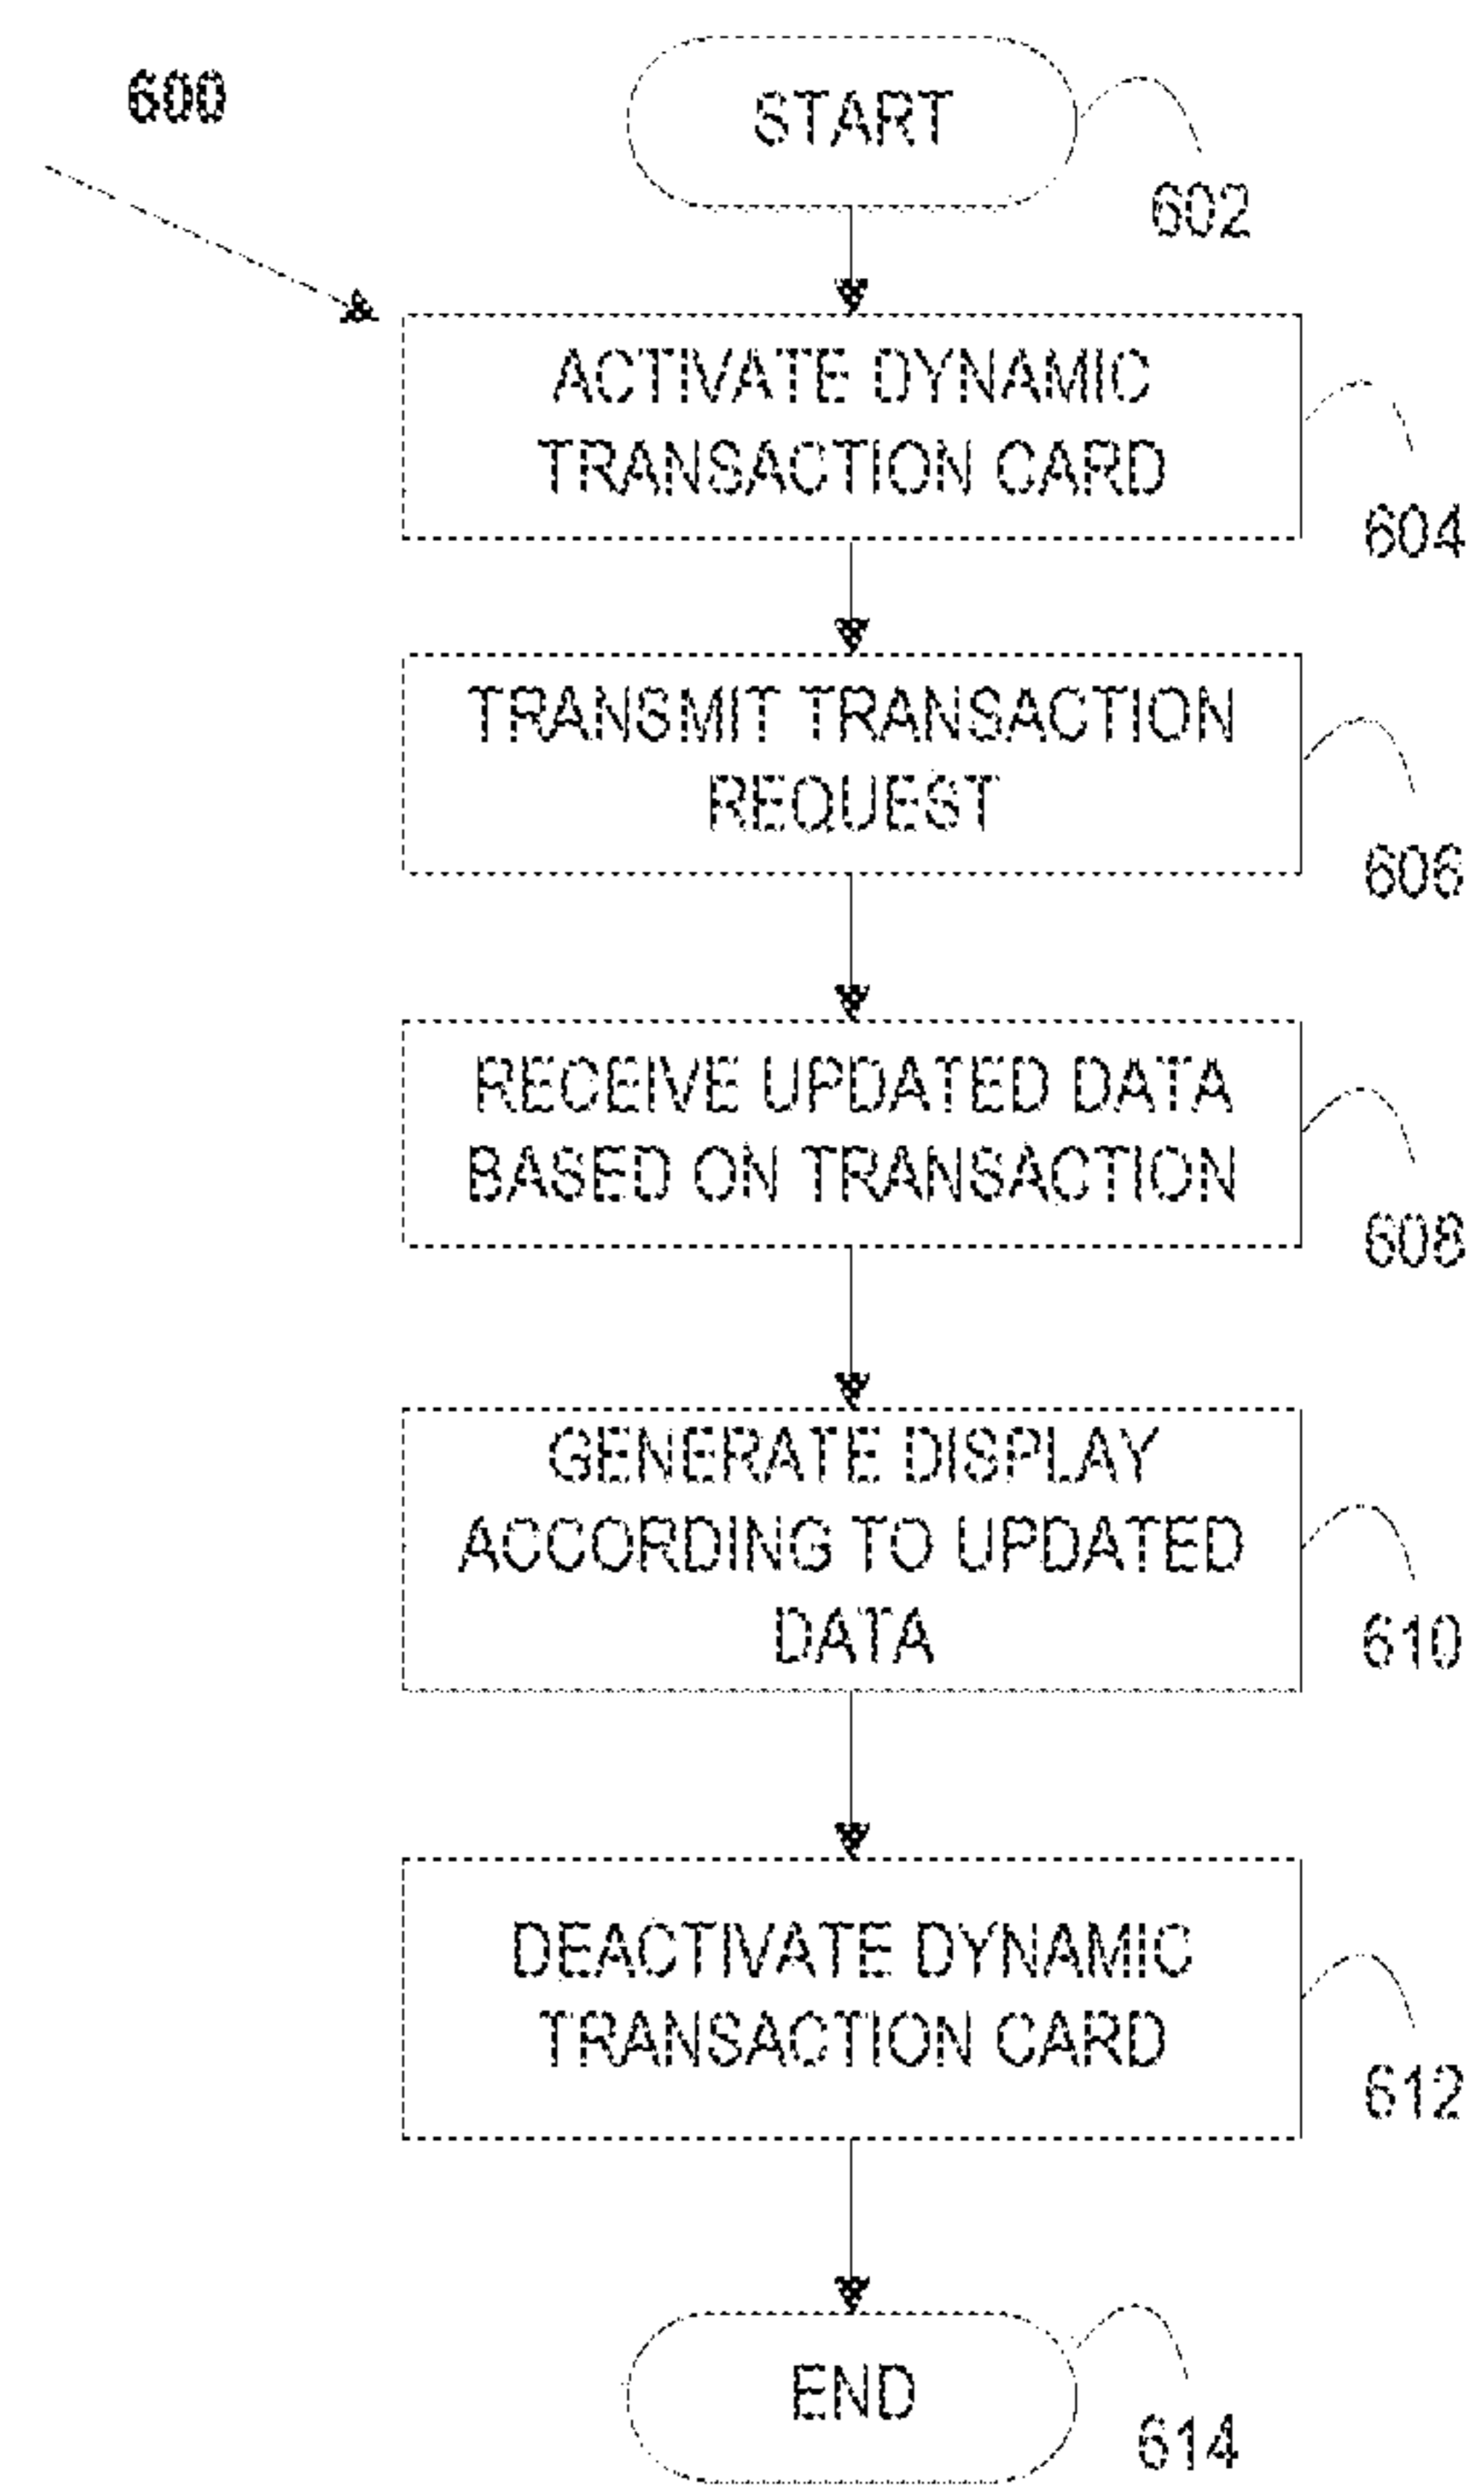 600
START
602
ACTIVATE DYNAMIC
TRANSACTION CARD
604
TRANSMIT TRANSACTION
REQUEST
606
RECEIVE UPDATED DATA
BASED ON TRANSACTION
608
GENERATE DISPLAY
ACCORDING TO UPDATED
DATA
610
DEACTIVATE DYNAMIC
TRANSACTION CARD
612
END
614